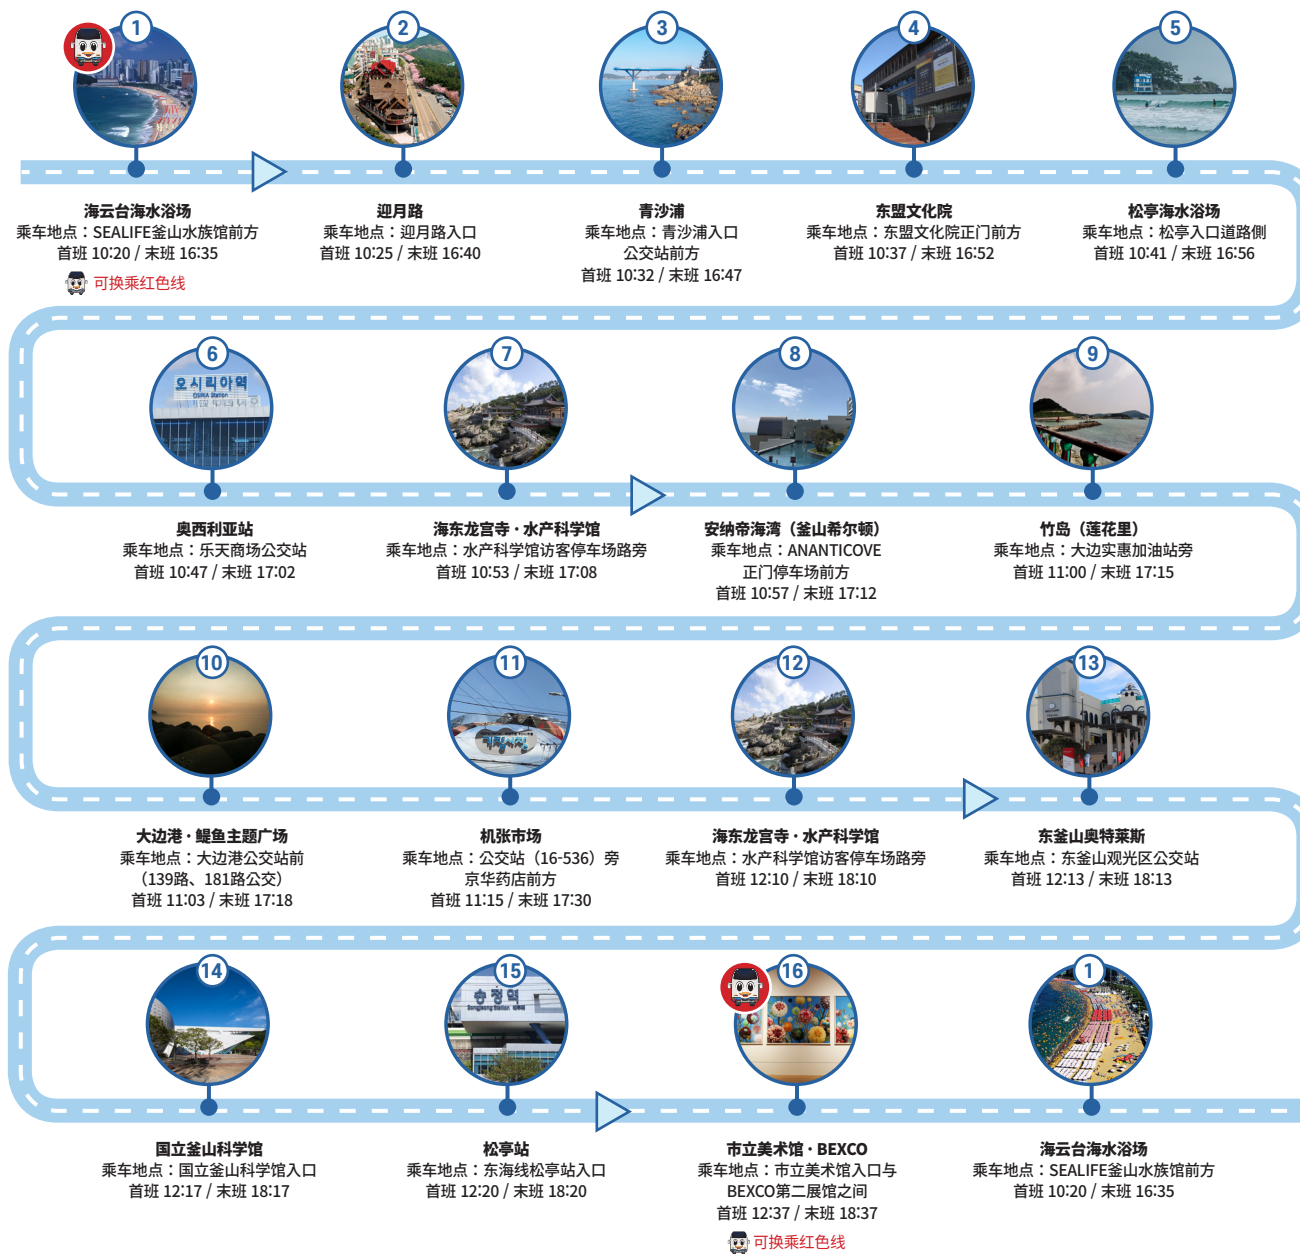 1
2
3
4
5
海云台海水浴场
乘车地点：SEALIFE釜山水族馆前方
首班 10:20 / 末班 16:35
可换乘红色线
迎月路
乘车地点：迎月路入口
首班 10:25 / 末班 16:40
青沙浦
乘车地点：青沙浦入口
公交站前方
首班 10:32 / 末班 16:47
东盟文化院
乘车地点：东盟文化院正门前方
首班 10:37 / 末班 16:52
松亭海水浴场
乘车地点：松亭入口道路側
首班 10:41 / 末班 16:56
6
오시리아역
OSIRIA Station
7
8
9
奥西利亚站
乘车地点：乐天商场公交站
首班 10:47 / 末班 17:02
海东龙宫寺 · 水产科学馆
乘车地点：水产科学馆访客停车场路旁
首班 10:53 / 末班 17:08
安纳帝海湾（釜山希尔顿）
乘车地点：ANANTICOVE
正门停车场前方
首班 10:57 / 末班 17:12
竹岛（莲花里）
乘车地点：大边实惠加油站旁
首班 11:00 / 末班 17:15
10
11
기장시장
12
13
大边港 · 鳀鱼主题广场
乘车地点：大边港公交站前
（139路、181路公交）
首班 11:03 / 末班 17:18
机张市场
乘车地点：公交站（16-536）旁
京华药店前方
首班 11:15 / 末班 17:30
海东龙宫寺 · 水产科学馆
乘车地点：水产科学馆访客停车场路旁
首班 12:10 / 末班 18:10
东釜山奥特莱斯
乘车地点：东釜山观光区公交站
首班 12:13 / 末班 18:13
14
15
송정역
Songjeong Station
16
1
国立釜山科学馆
乘车地点：国立釜山科学馆入口
首班 12:17 / 末班 18:17
松亭站
乘车地点：东海线松亭站入口
首班 12:20 / 末班 18:20
市立美术馆 · BEXCO
乘车地点：市立美术馆入口与
BEXCO第二展馆之间
首班 12:37 / 末班 18:37
可换乘红色线
海云台海水浴场
乘车地点：SEALIFE釜山水族馆前方
首班 10:20 / 末班 16:35